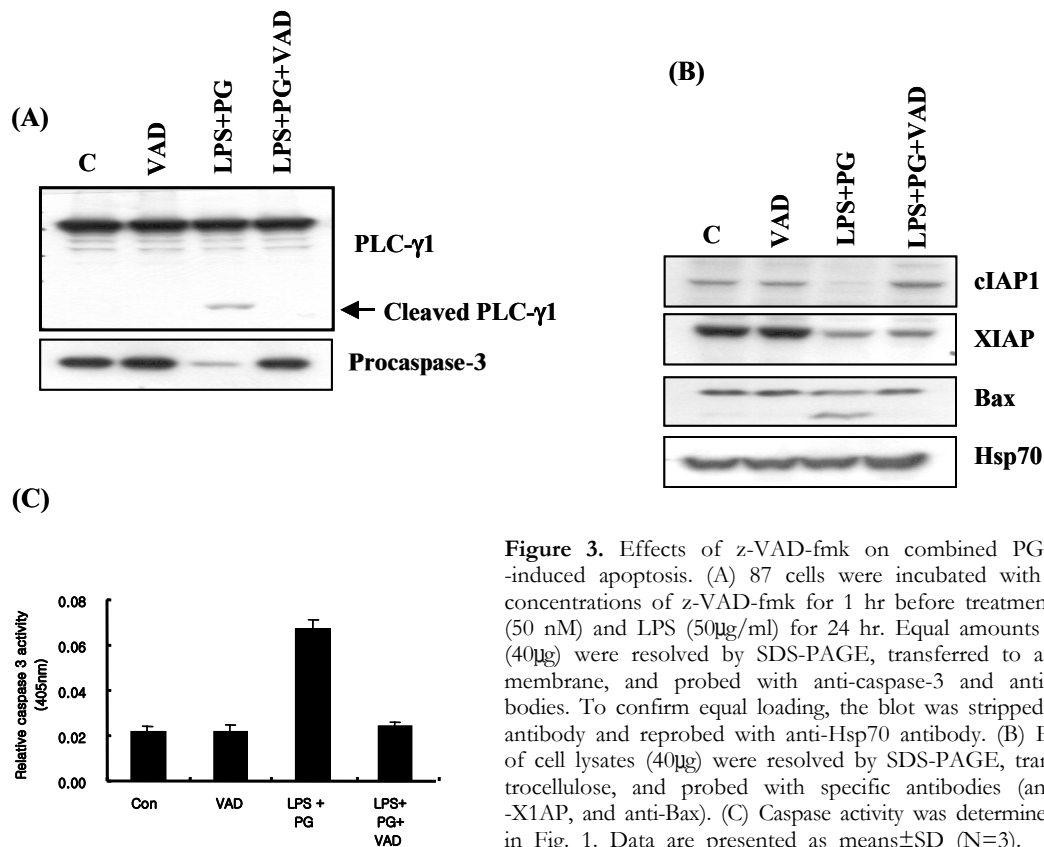 (A)
C
VAD
LPS+PG
LPS+PG+VAD
PLC-γ1
Cleaved PLC-γ1
Procaspase-3
(B)
C
VAD
LPS+PG
LPS+PG+VAD
cIAP1
XIAP
Bax
Hsp70
(C)
Relative caspase 3 activity
(405nm)
0.08
0.06
0.04
0.02
0.00
Con
VAD
LPS +
PG
LPS+
PG+
VAD
Figure 3. Effects of z-VAD-fmk on combined PG
-induced apoptosis. (A) 87 cells were incubated with
concentrations of z-VAD-fmk for 1 hr before treatmen
(50 nM) and LPS (50μg/ml) for 24 hr. Equal amounts
(40μg) were resolved by SDS-PAGE, transferred to a
membrane, and probed with anti-caspase-3 and anti
bodies. To confirm equal loading, the blot was stripped
antibody and reprobed with anti-Hsp70 antibody. (B) E
of cell lysates (40μg) were resolved by SDS-PAGE, tran
trocellulose, and probed with specific antibodies (an
-X1AP, and anti-Bax). (C) Caspase activity was determine
in Fig. 1. Data are presented as means±SD (N=3).